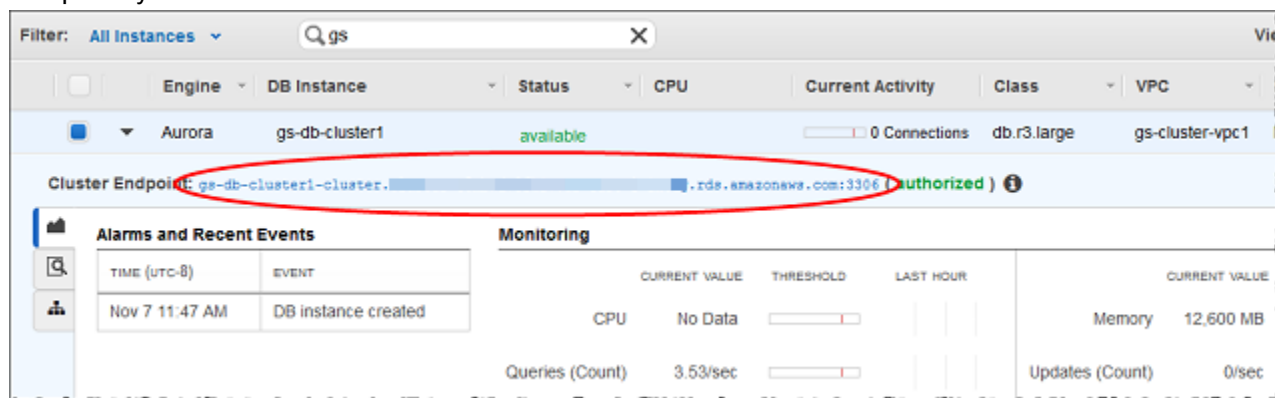 Filter: All Instances gs X
Engine DB Instance Status CPU Current Activity Class VPC
Aurora gs-db-cluster1 available 0 Connections db.r3.large gs-cluster-vpc1
Cluster Endpoint: gs-db-cluster1-cluster. .rds.amazonaws.com:3306 ( authorized )
Alarms and Recent Events Monitoring
TIME (UTC-8) EVENT CURRENT VALUE THRESHOLD LAST HOUR CURRENT VALUE
Nov 7 11:47 AM DB instance created CPU No Data Memory 12,600 MB
Queries (Count) 3.53/sec Updates (Count) 0/sec